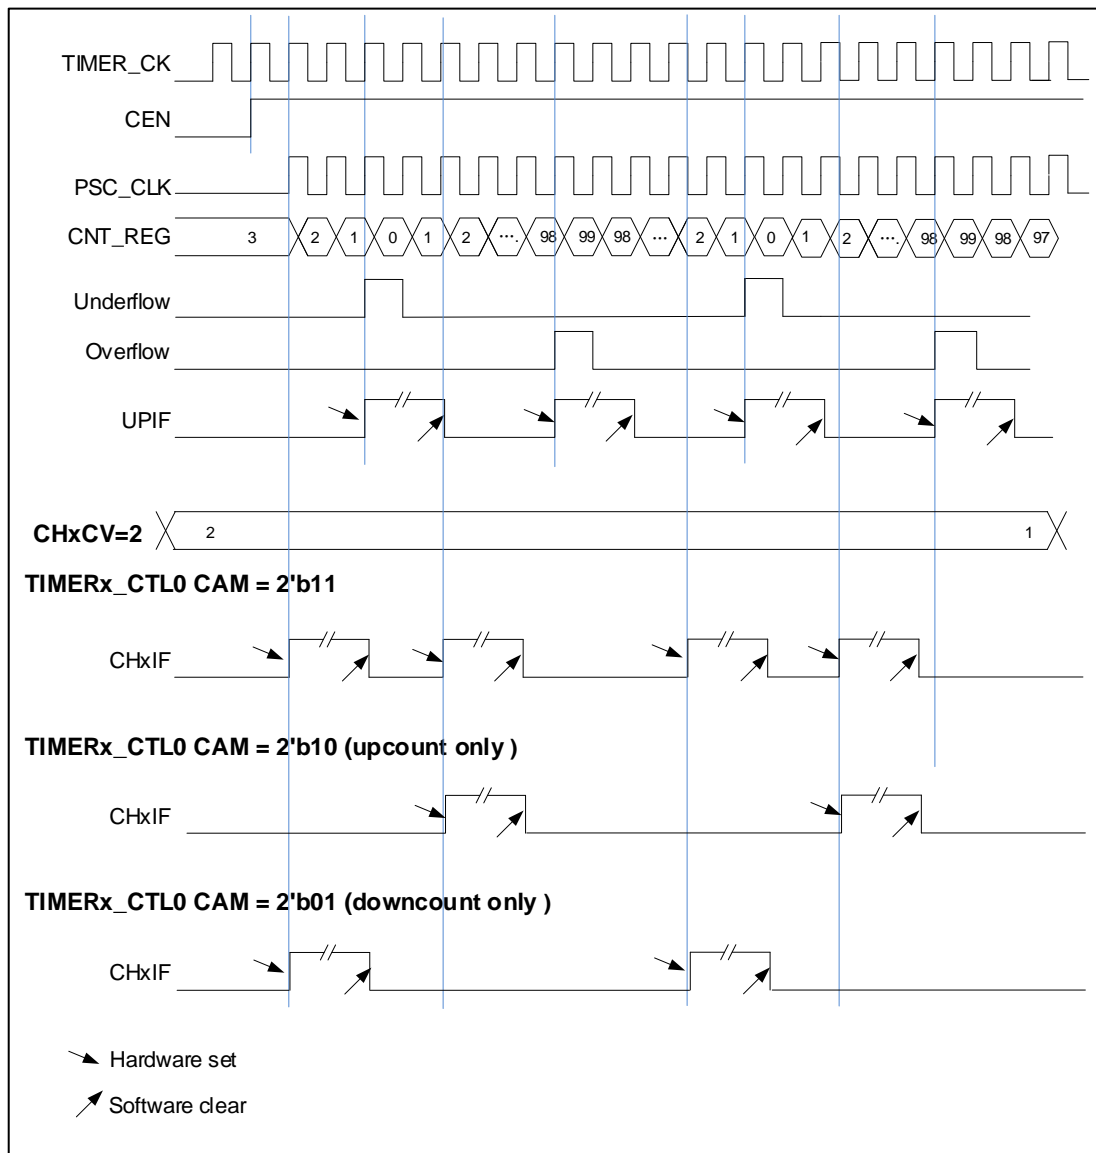 TIMER_CK
CEN
PSC_CLK
CNT_REG 3 2 1 0 1 2 .... 98 99 98 ... 2 1 0 1 2 .... 98 99 98 97
Underflow
Overflow
UPIF
CHxCV=2 2 1
TIMERx_CTL0 CAM = 2'b11
CHxIF
TIMERx_CTL0 CAM = 2'b10 (upcount only )
CHxIF
TIMERx_CTL0 CAM = 2'b01 (downcount only )
CHxIF
Hardware set
Software clear